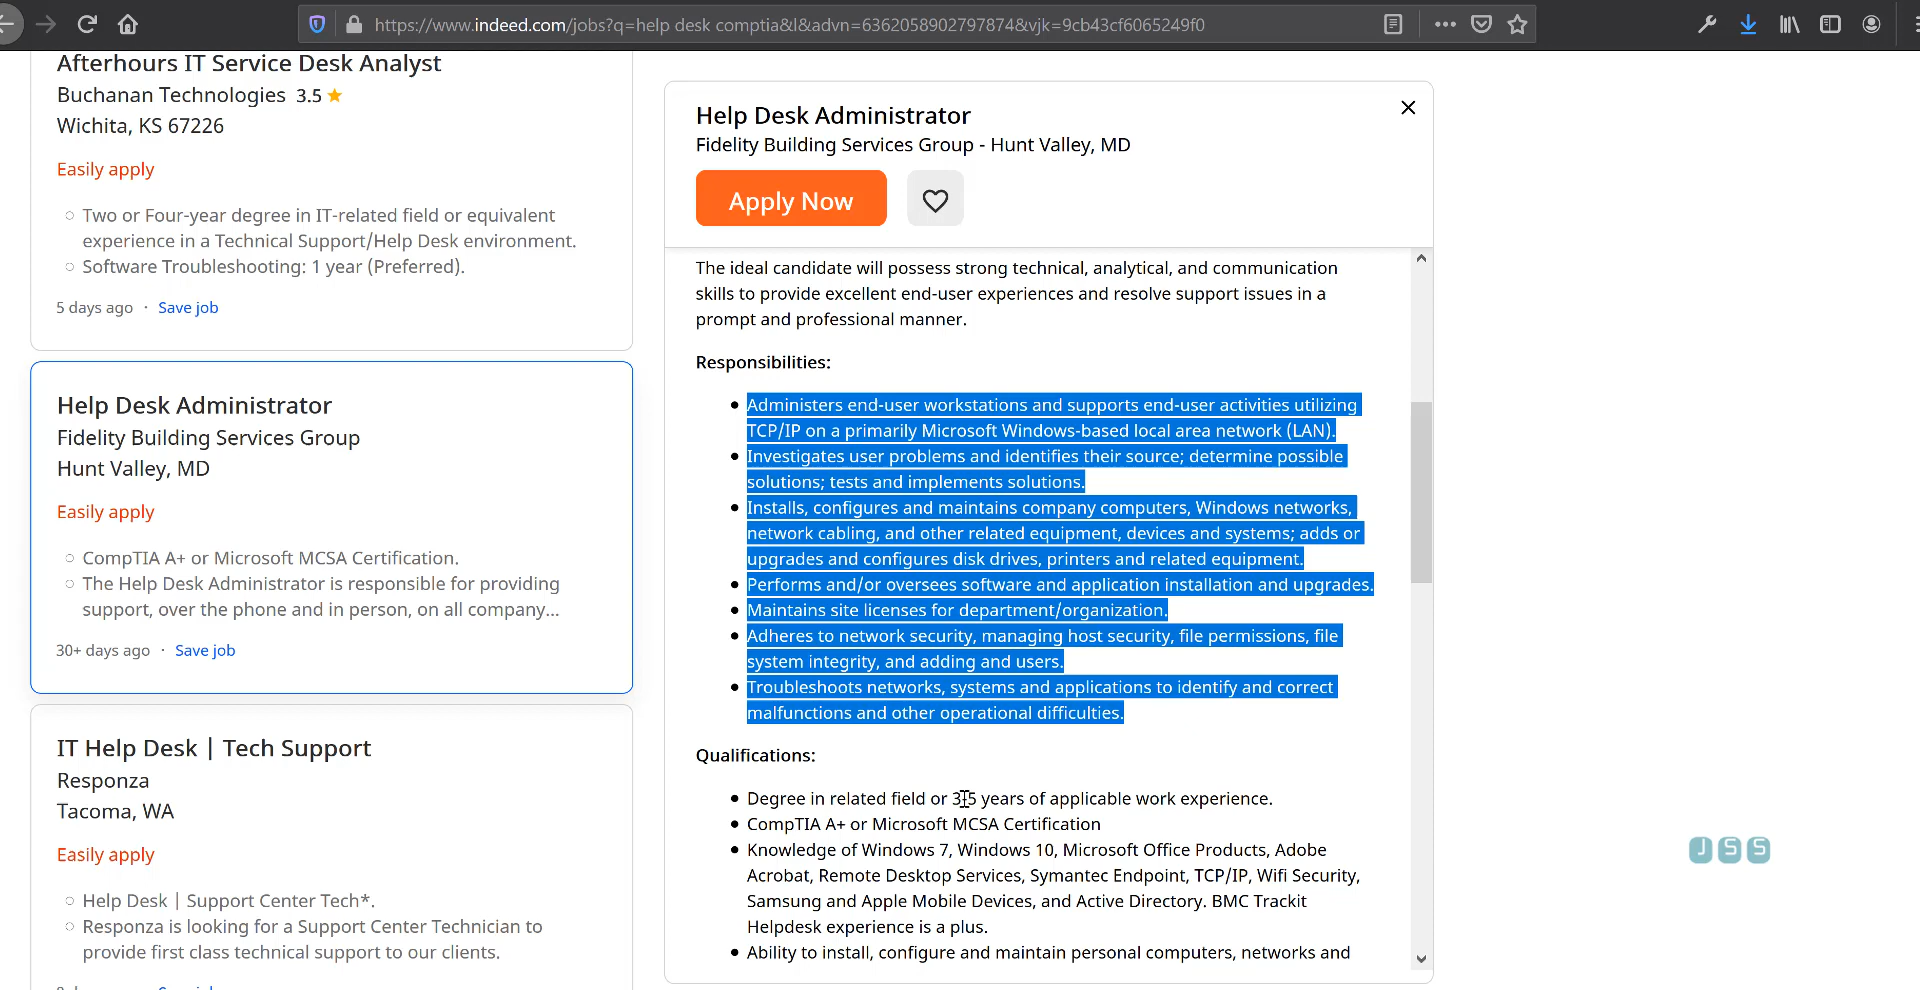 https://www.indeed.com/jobs?q=help desk comptia&l&advn=6362058902797874&vjk=9cb43cf6065249f0
Afterhours IT Service Desk Analyst
Buchanan Technologies 3.5
Wichita, KS 67226
Easily apply
Two or Four-year degree in IT-related field or equivalent
experience in a Technical Support/Help Desk environment.
Software Troubleshooting: 1 year (Preferred).
5 days ago · Save job
Help Desk Administrator
Fidelity Building Services Group
Hunt Valley, MD
Easily apply
CompTIA A+ or Microsoft MCSA Certification.
The Help Desk Administrator is responsible for providing
support, over the phone and in person, on all company...
30+ days ago · Save job
IT Help Desk | Tech Support
Responza
Tacoma, WA
Easily apply
Help Desk | Support Center Tech*.
Responza is looking for a Support Center Technician to
provide first class technical support to our clients.
Help Desk Administrator
Fidelity Building Services Group - Hunt Valley, MD
Apply Now
The ideal candidate will possess strong technical, analytical, and communication
skills to provide excellent end-user experiences and resolve support issues in a
prompt and professional manner.
Responsibilities:
Administers end-user workstations and supports end-user activities utilizing
TCP/IP on a primarily Microsoft Windows-based local area network (LAN).
Investigates user problems and identifies their source; determine possible
solutions; tests and implements solutions.
Installs, configures and maintains company computers, Windows networks,
network cabling, and other related equipment, devices and systems; adds or
upgrades and configures disk drives, printers and related equipment.
Performs and/or oversees software and application installation and upgrades.
Maintains site licenses for department/organization.
Adheres to network security, managing host security, file permissions, file
system integrity, and adding and users.
Troubleshoots networks, systems and applications to identify and correct
malfunctions and other operational difficulties.
Qualifications:
Degree in related field or 3-5 years of applicable work experience.
CompTIA A+ or Microsoft MCSA Certification
Knowledge of Windows 7, Windows 10, Microsoft Office Products, Adobe
Acrobat, Remote Desktop Services, Symantec Endpoint, TCP/IP, Wifi Security,
Samsung and Apple Mobile Devices, and Active Directory. BMC Trackit
Helpdesk experience is a plus.
Ability to install, configure and maintain personal computers, networks and
JSS